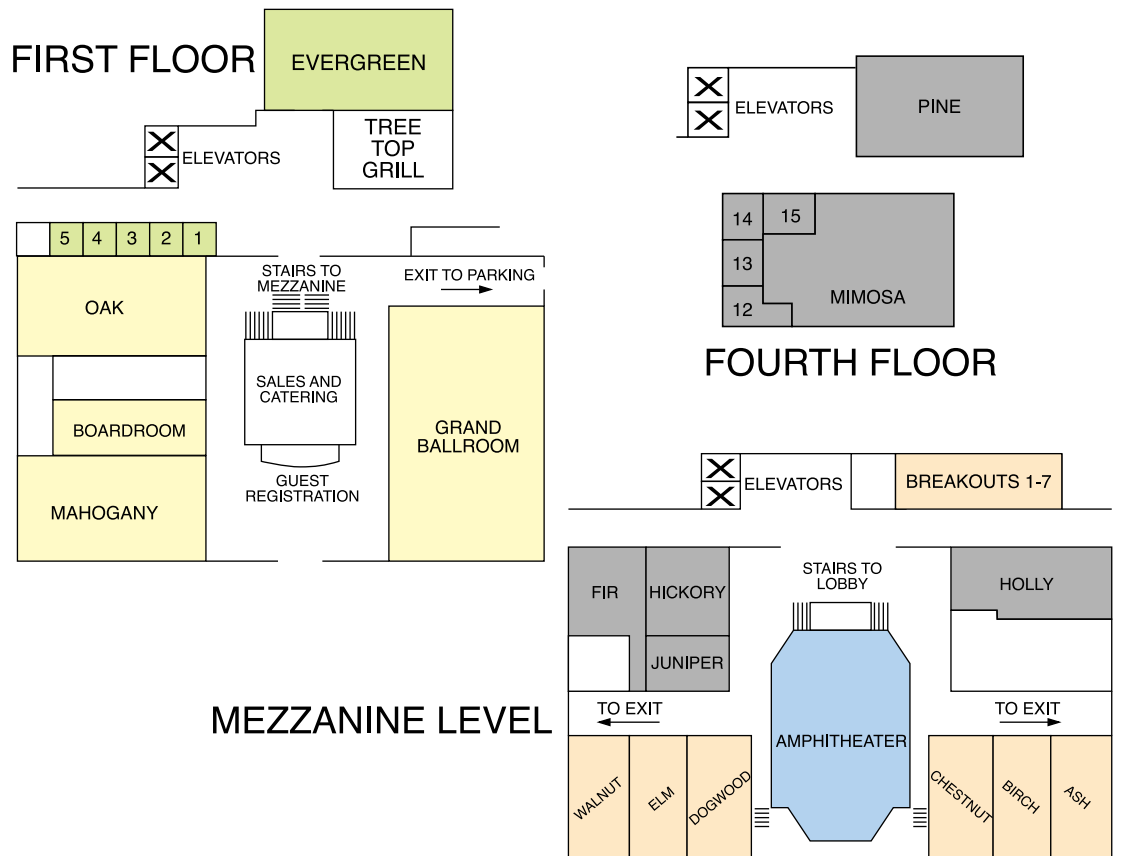 FIRST FLOOR
EVERGREEN
TREE
TOP
GRILL
ELEVATORS
5 4 3 2 1
OAK
BOARDROOM
MAHOGANY
STAIRS TO
MEZZANINE
SALES AND
CATERING
GUEST
REGISTRATION
EXIT TO PARKING
GRAND
BALLROOM
ELEVATORS
PINE
14
15
13
12
MIMOSA
FOURTH FLOOR
MEZZANINE LEVEL
ELEVATORS
BREAKOUTS 1-7
FIR
HICKORY
JUNIPER
STAIRS TO
LOBBY
HOLLY
TO EXIT
TO EXIT
AMPHITHEATER
WALNUT
ELM
DOGWOOD
CHESTNUT
BIRCH
ASH